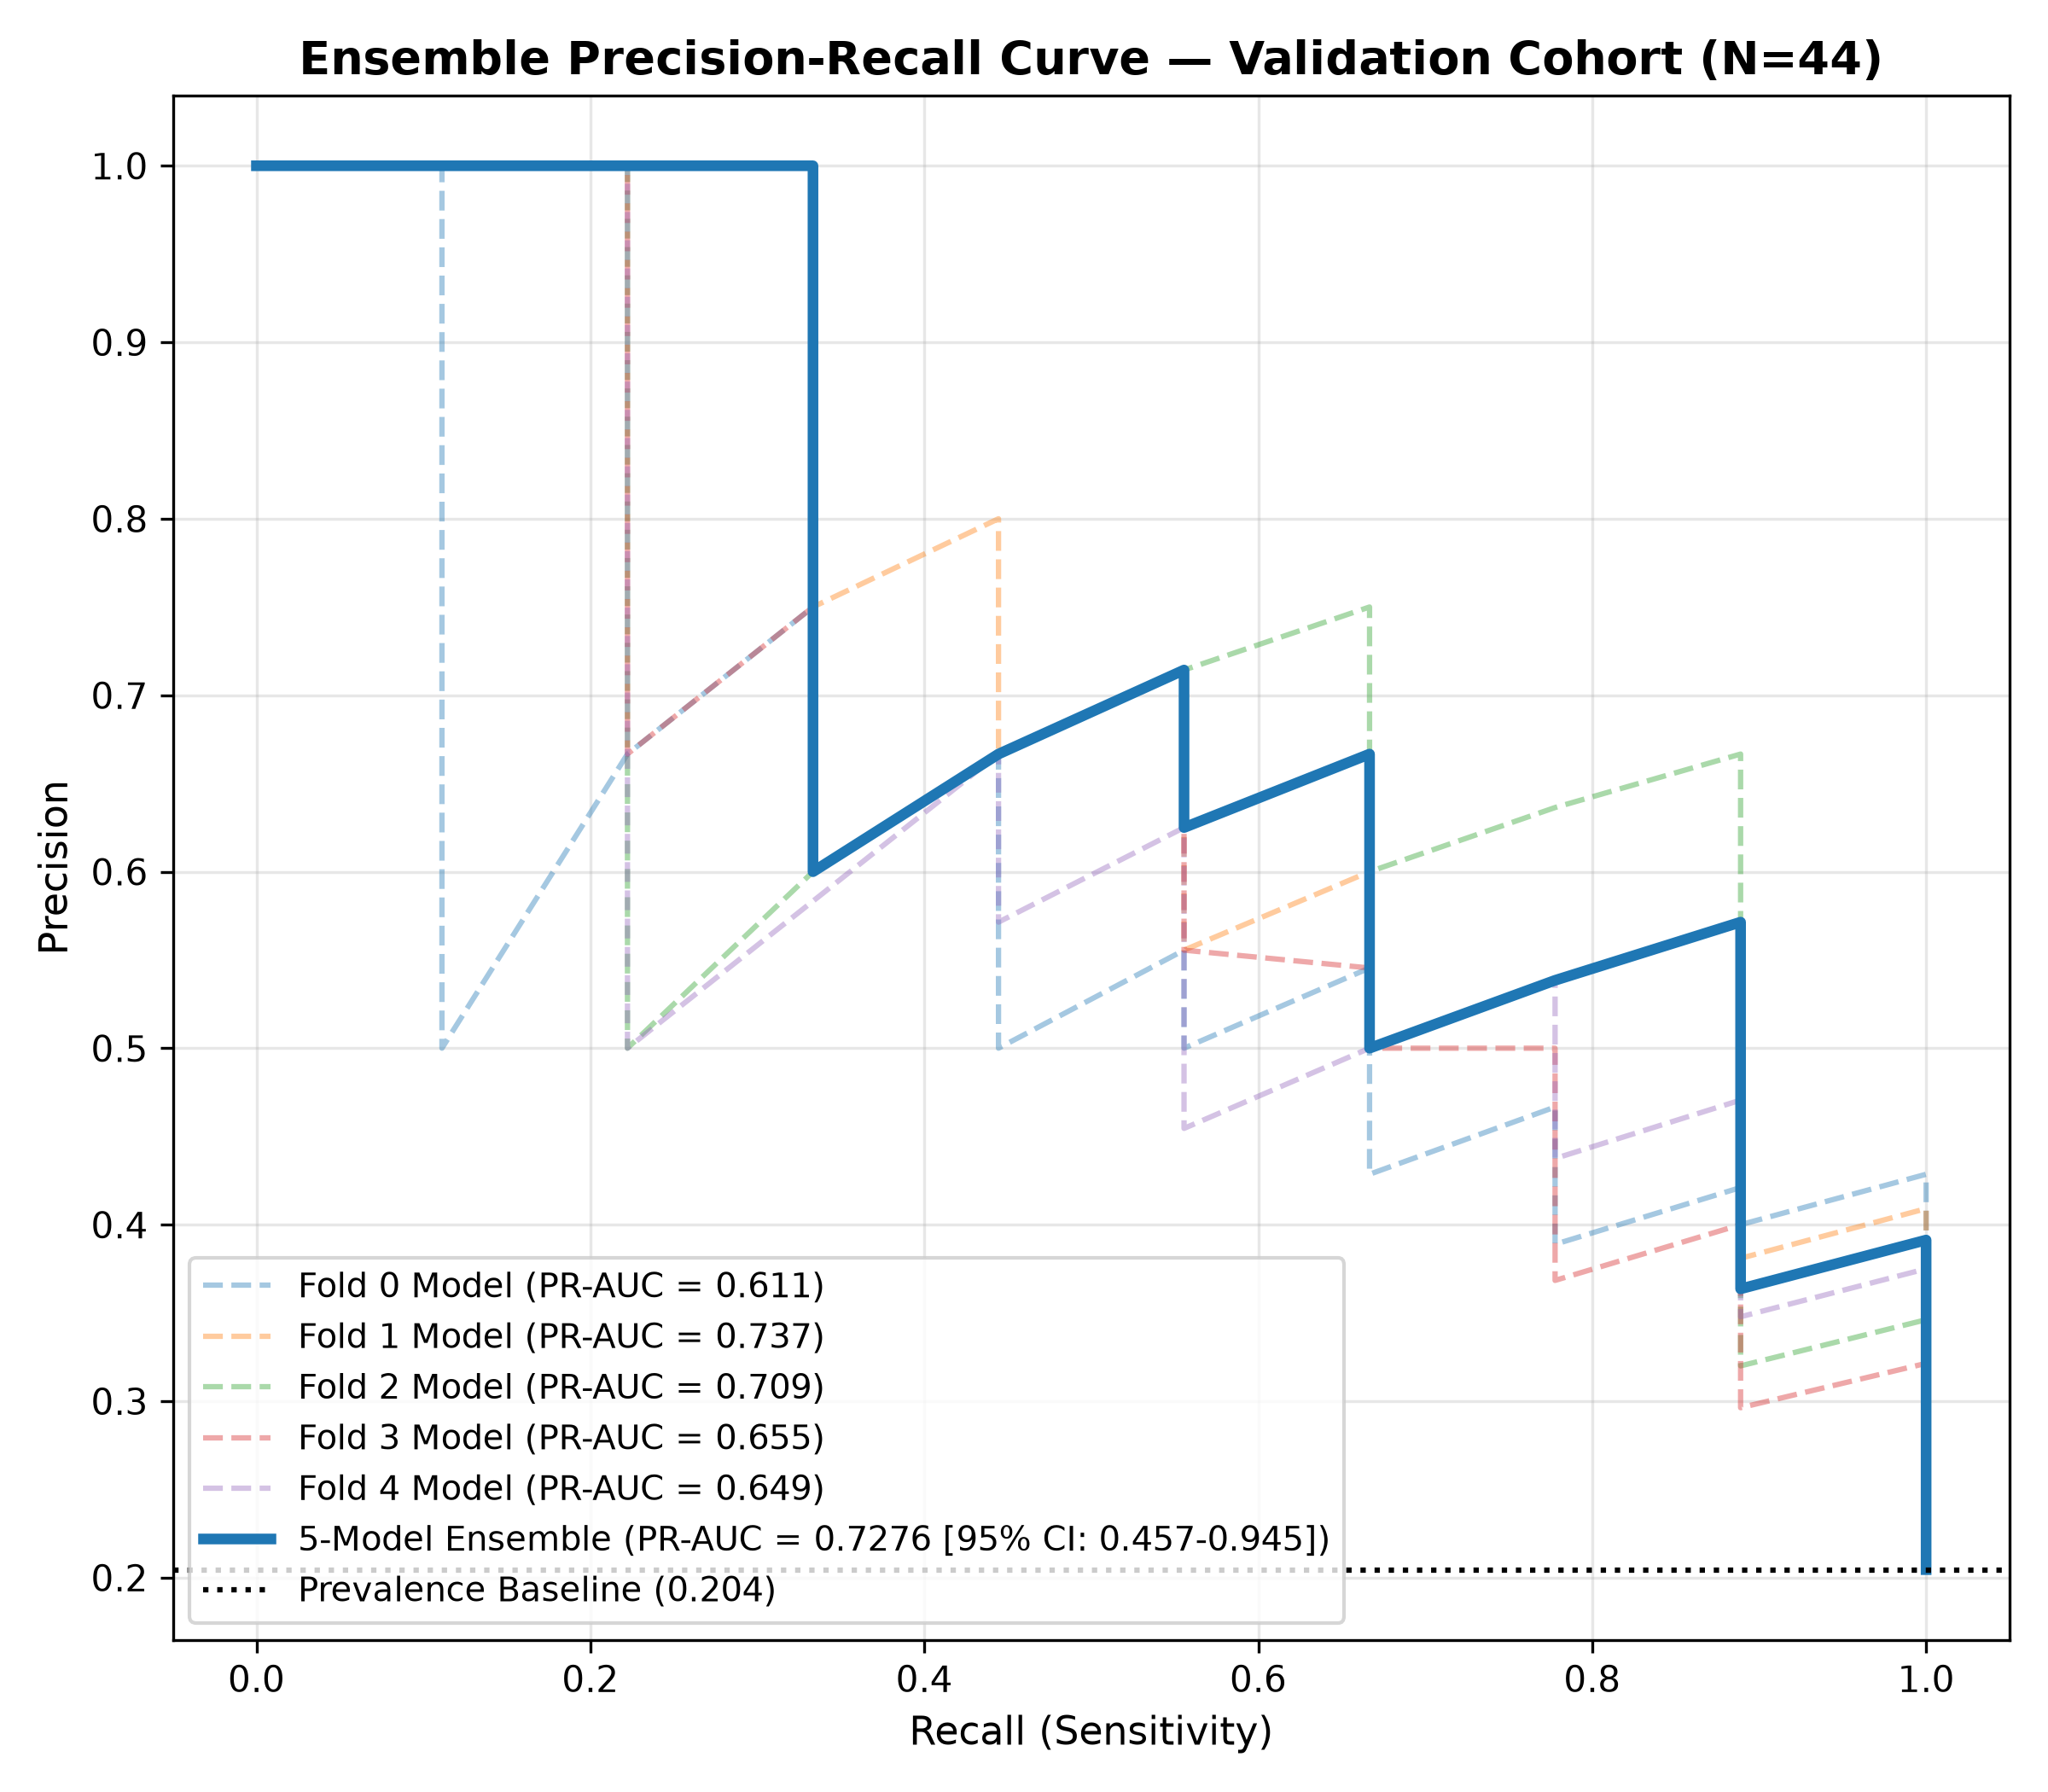 Ensemble Precision-Recall Curve — Validation Cohort (N=44)
Precision
1.0
0.9
0.8
0.7
0.6
0.5
0.4
0.3
0.2
Fold 0 Model (PR-AUC = 0.611)
Fold 1 Model (PR-AUC = 0.737)
Fold 2 Model (PR-AUC = 0.709)
Fold 3 Model (PR-AUC = 0.655)
Fold 4 Model (PR-AUC = 0.649)
5-Model Ensemble (PR-AUC = 0.7276 [95% CI: 0.457-0.945])
Prevalence Baseline (0.204)
0.0 0.2 0.4 0.6 0.8 1.0
Recall (Sensitivity)